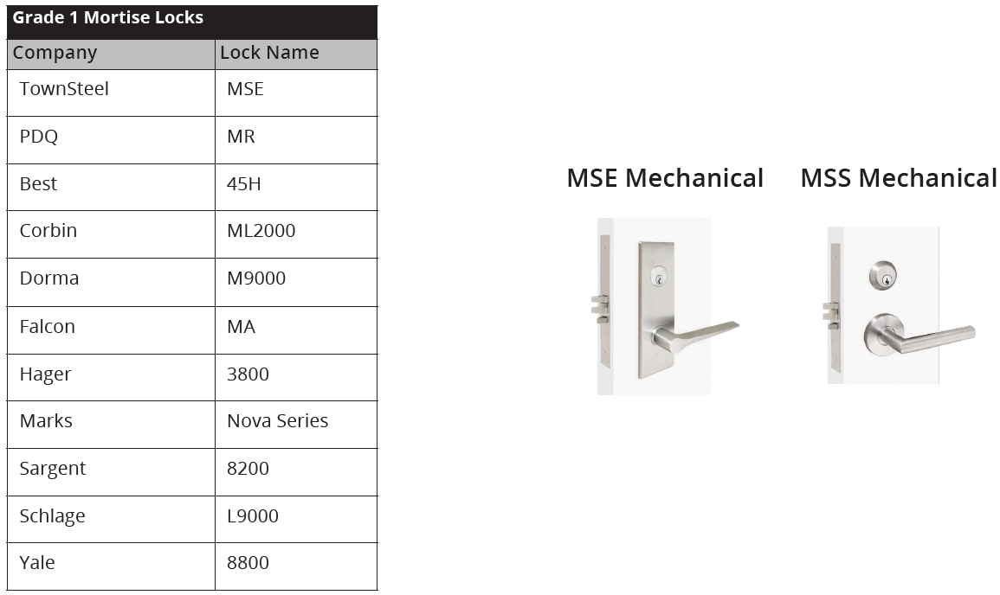 Grade 1 Mortise Locks
Company Lock Name
TownSteel MSE
PDQ MR
Best 45H
Corbin ML2000
Dorma M9000
Falcon MA
Hager 3800
Marks Nova Series
Sargent 8200
Schlage L9000
Yale 8800
MSE Mechanical MSS Mechanical